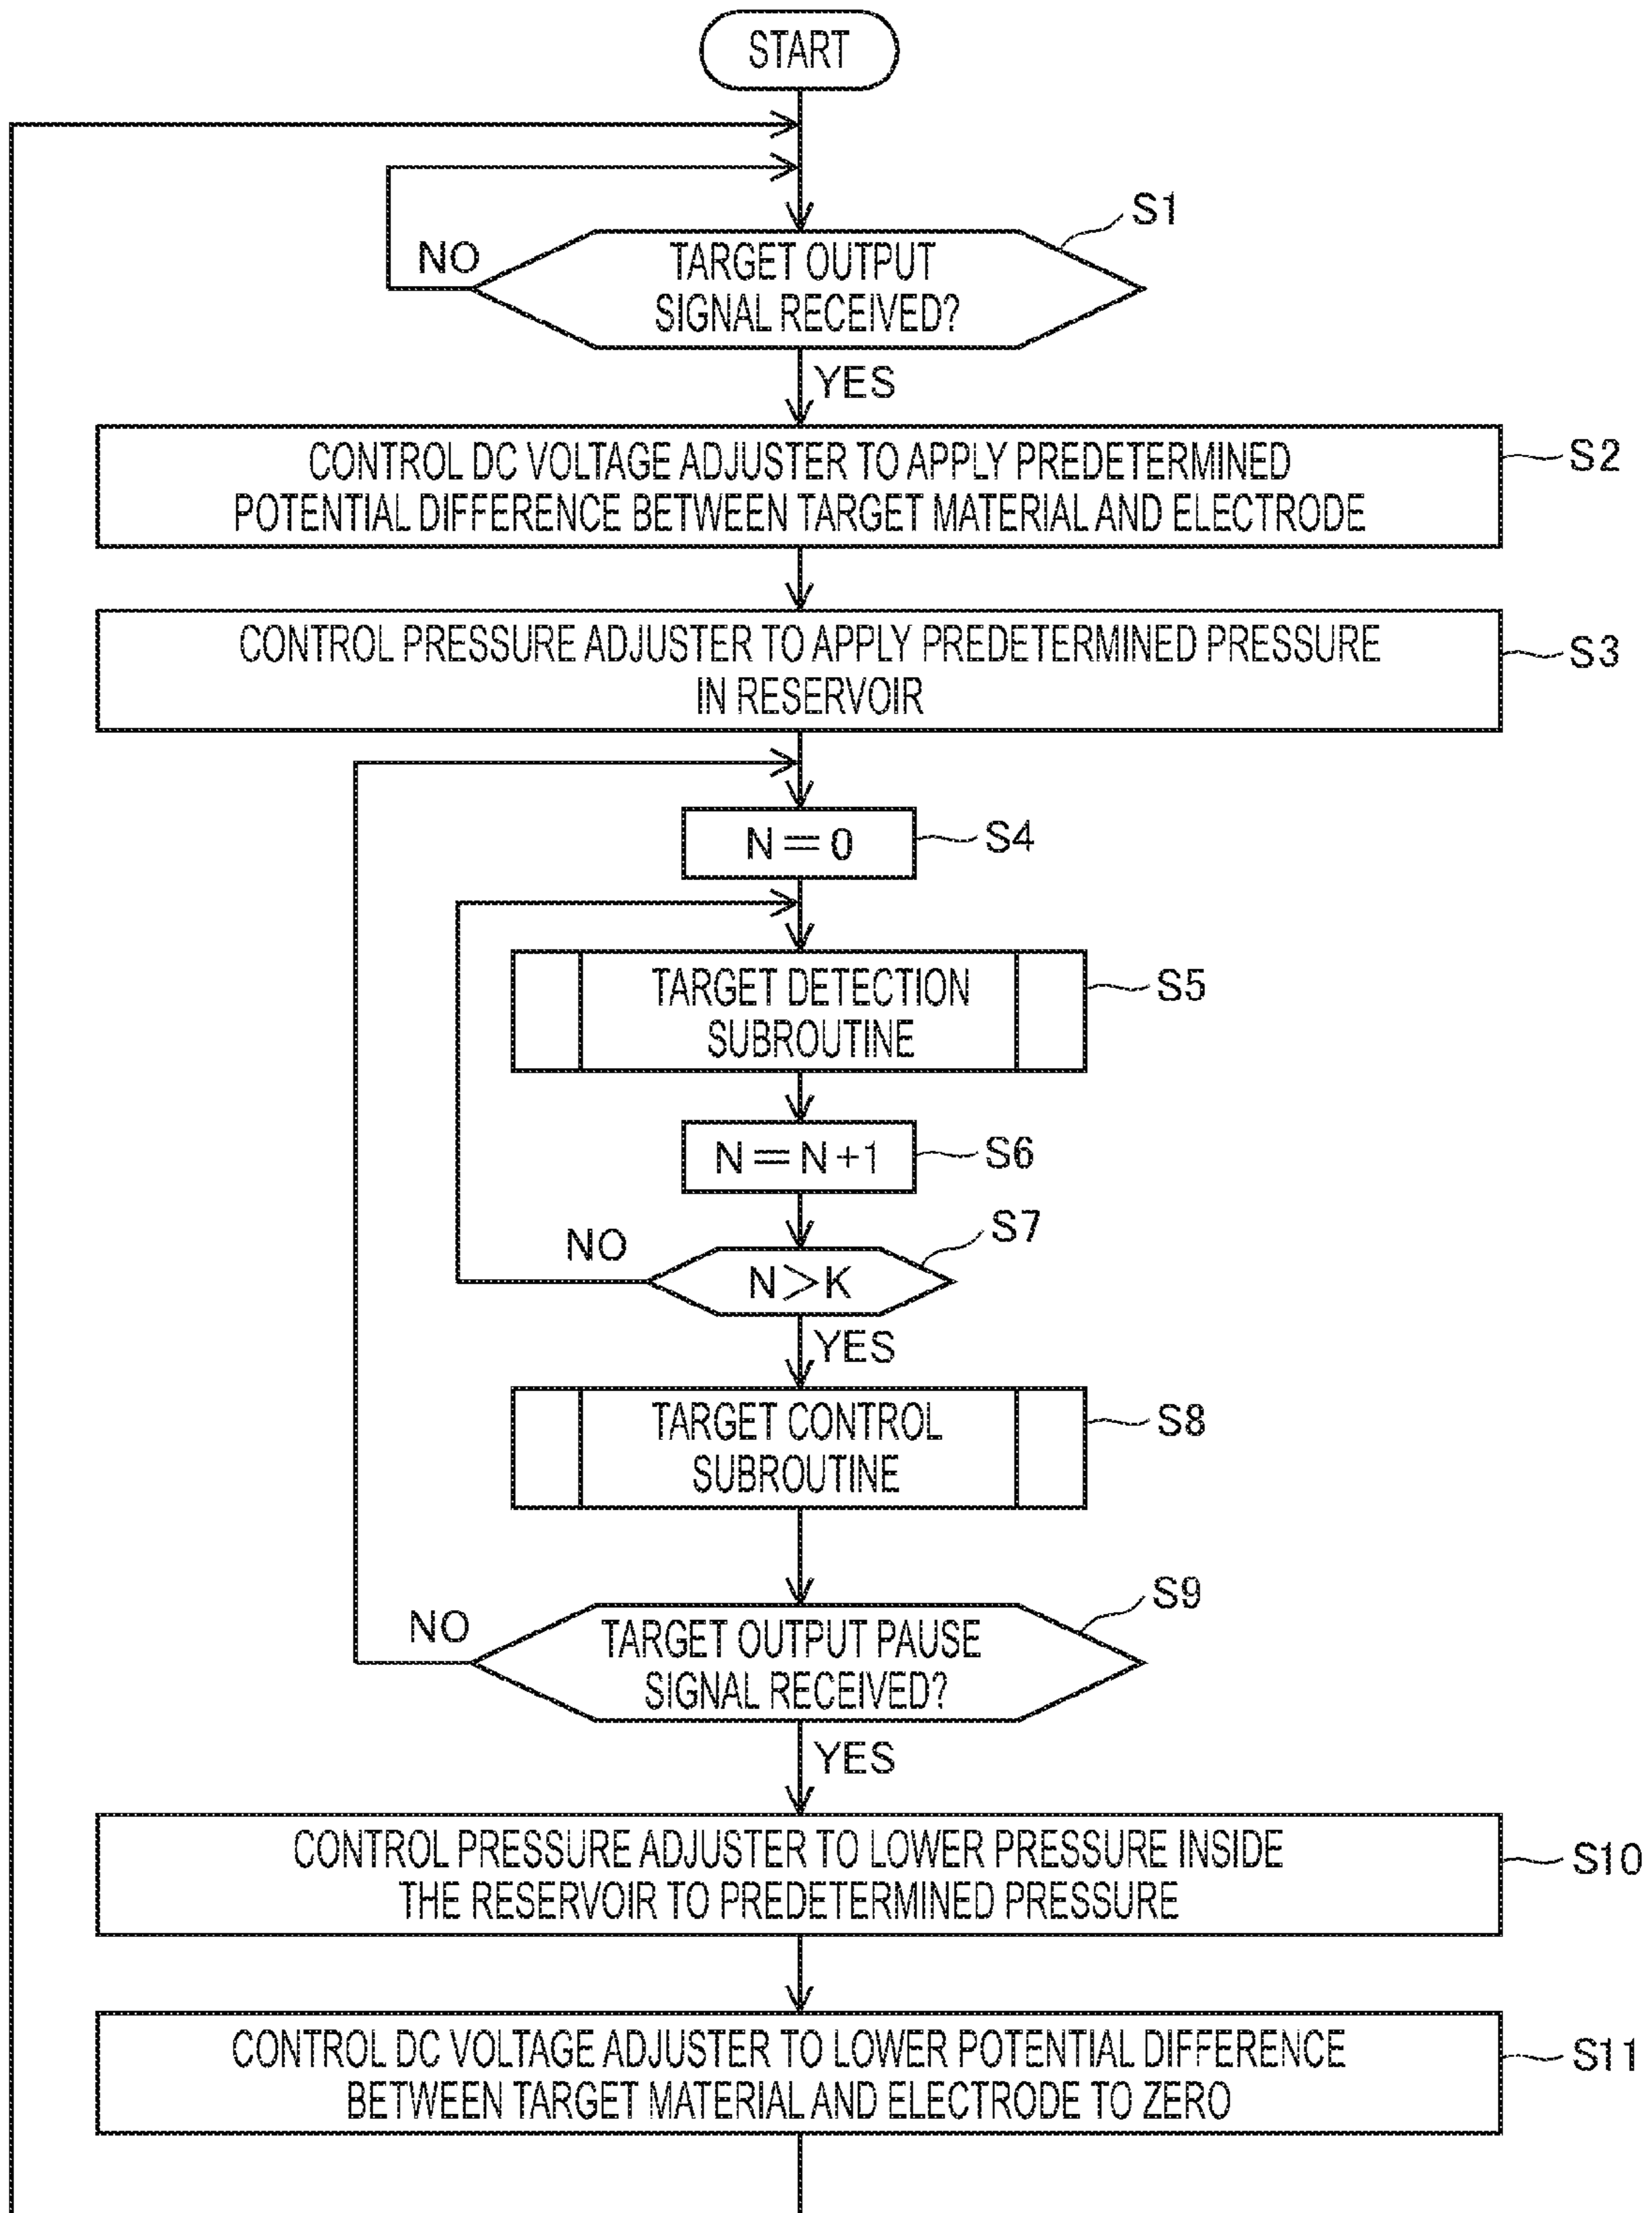 START
S1
NO
TARGET OUTPUT
SIGNAL RECEIVED?
YES
CONTROL DC VOLTAGE ADJUSTER TO APPLY PREDETERMINED
POTENTIAL DIFFERENCE BETWEEN TARGET MATERIAL AND ELECTRODE
S2
CONTROL PRESSURE ADJUSTER TO APPLY PREDETERMINED PRESSURE
IN RESERVOIR
S3
N=0
S4
TARGET DETECTION
SUBROUTINE
S5
N=N+1
S6
S7
NO
N>K
YES
TARGET CONTROL
SUBROUTINE
S8
S9
NO
TARGET OUTPUT PAUSE
SIGNAL RECEIVED?
YES
CONTROL PRESSURE ADJUSTER TO LOWER PRESSURE INSIDE
THE RESERVOIR TO PREDETERMINED PRESSURE
S10
CONTROL DC VOLTAGE ADJUSTER TO LOWER POTENTIAL DIFFERENCE
BETWEEN TARGET MATERIAL AND ELECTRODE TO ZERO
S11